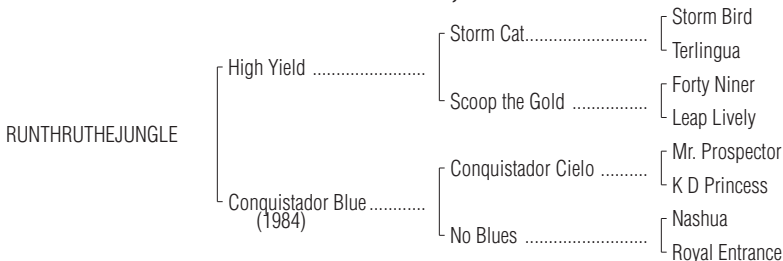 Storm Bird
Storm Cat..............................
Terlingua
High Yield ........................
Forty Niner
Scoop the Gold ................
Leap Lively
RUNTHRUTHEJUNGLE
Mr. Prospector
Conquistador Cielo ..........
K D Princess
Conquistador Blue............
(1984)
Nashua
No Blues ..........................
Royal Entrance